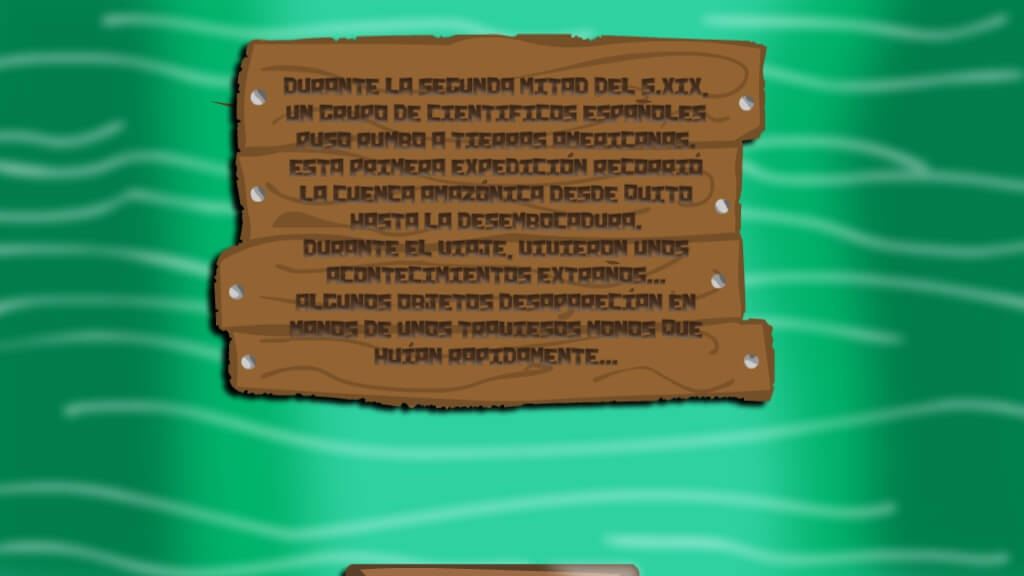 DURANTE LA SEGUNDA MITAD DEL S.XIX,
UN GRUPO DE CIENTIFICOS ESPAÑOLES
PUSO RUMBO A TIERRAS AMERICANAS.
ESTA PRIMERA EXPEDICIÓN RECORRIÓ
LA CUENCA AMAZÓNICA DESDE QUITO
HASTA LA DESEMBOCADURA.
DURANTE EL VIAJE, VIVIERON UNOS
ACONTECIMIENTOS EXTRAÑOS...
ALGUNOS OBJETOS DESAPARECÍAN EN
MANOS DE UNOS TRAVIESOS MONOS QUE
HUÍAN RAPIDAMENTE...